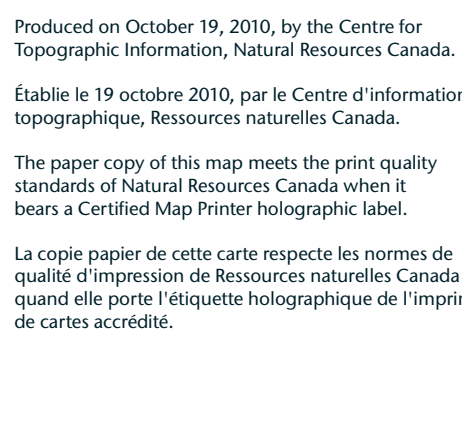 Produced on October 19, 2010, by the Centre for
Topographic Information, Natural Resources Canada.
Établie le 19 octobre 2010, par le Centre d'information
topographique, Ressources naturelles Canada.
The paper copy of this map meets the print quality
standards of Natural Resources Canada when it
bears a Certified Map Printer holographic label.
La copie papier de cette carte respecte les normes de
qualité d'impression de Ressources naturelles Canada
quand elle porte l'étiquette holographique de
de cartes accrédité.